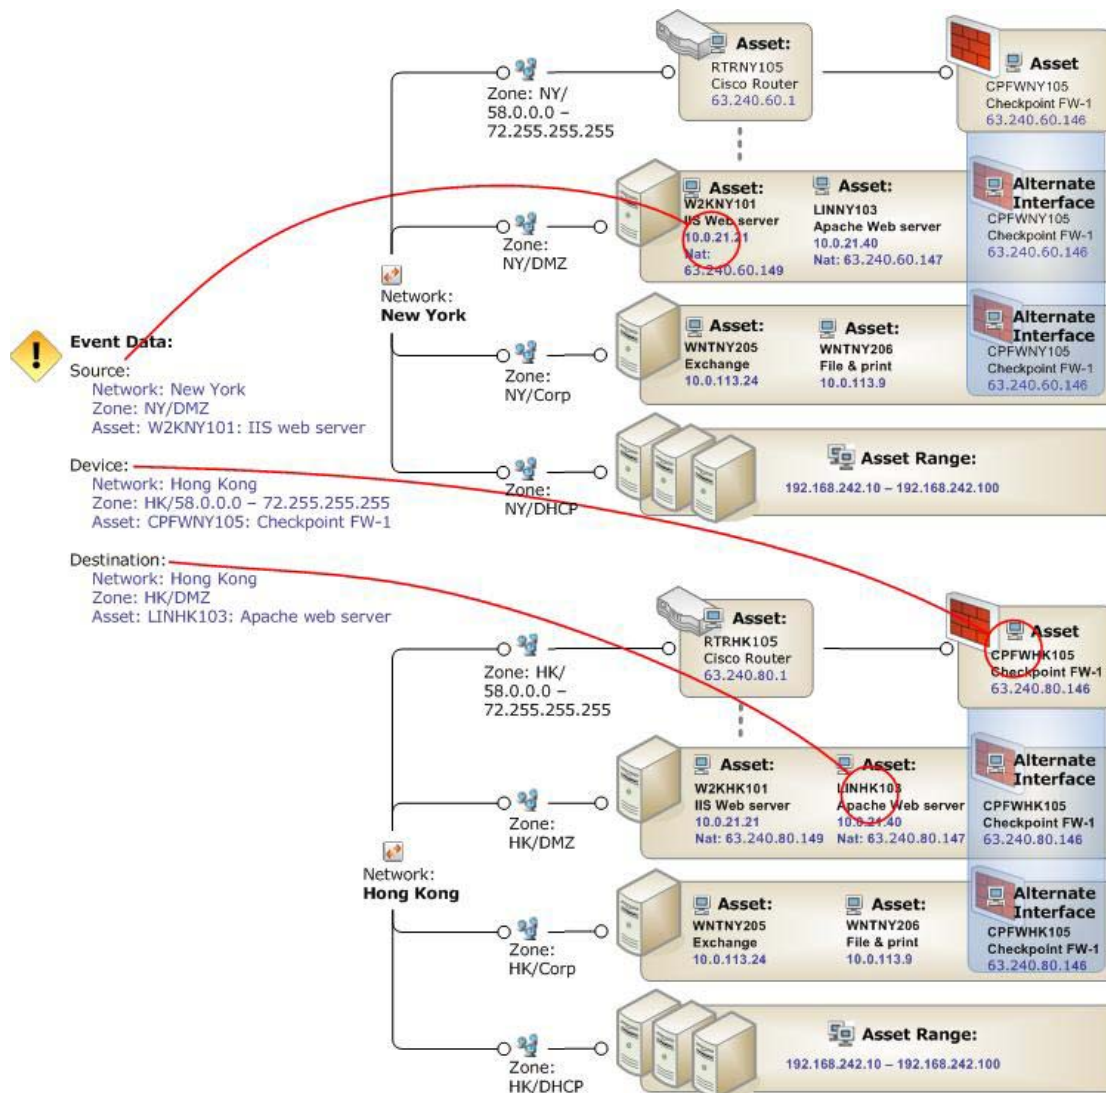 Asset:
RTRNY105
Cisco Router
63.240.60.1
Asset
CPFWNY105
Checkpoint FW-1
63.240.60.146
Zone: NY/
58.0.0.0 –
72.255.255.255
Asset:
W2KNY101
IIS Web server
10.0.21.21
Nat:
63.240.60.149
Asset:
LINNY103
Apache Web server
10.0.21.40
Nat: 63.240.60.147
Alternate
Interface
CPFWNY105
Checkpoint FW-1
63.240.60.146
Zone:
NY/DMZ
Network:
New York
Asset:
WNTNY205
Exchange
10.0.113.24
Asset:
WNTNY206
File & print
10.0.113.9
Alternate
Interface
CPFWNY105
Checkpoint FW-1
63.240.60.146
Zone:
NY/Corp
Asset Range:
192.168.242.10 – 192.168.242.100
Zone:
NY/DHCP
Event Data:
Source:
Network: New York
Zone: NY/DMZ
Asset: W2KNY101: IIS web server
Device:
Network: Hong Kong
Zone: HK/58.0.0.0 – 72.255.255.255
Asset: CPFWNY105: Checkpoint FW-1
Destination:
Network: Hong Kong
Zone: HK/DMZ
Asset: LINHK103: Apache web server
Asset:
RTRHK105
Cisco Router
63.240.80.1
Asset
CPFWHK105
Checkpoint FW-1
63.240.80.146
Zone: HK/
58.0.0.0 –
72.255.255.255
Asset:
W2KHK101
IIS Web server
10.0.21.21
Nat: 63.240.80.149
Asset:
LINHK103
Apache Web server
10.0.21.40
Nat: 63.240.80.147
Alternate
Interface
CPFWHK105
Checkpoint FW-1
63.240.80.146
Zone:
HK/DMZ
Network:
Hong Kong
Asset:
WNTNY205
Exchange
10.0.113.24
Asset:
WNTNY206
File & print
10.0.113.9
Alternate
Interface
CPFWHK105
Checkpoint FW-1
63.240.80.146
Zone:
HK/Corp
Asset Range:
192.168.242.10 – 192.168.242.100
Zone:
HK/DHCP